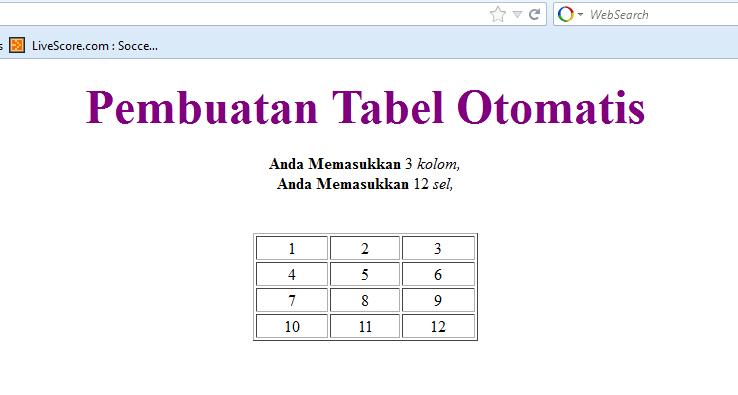 WebSearch
s LiveScore.com : Socce...
Pembuatan Tabel Otomatis
Anda Memasukkan 3 kolom,
Anda Memasukkan 12 sel,
1 2 3
4 5 6
7 8 9
10 11 12